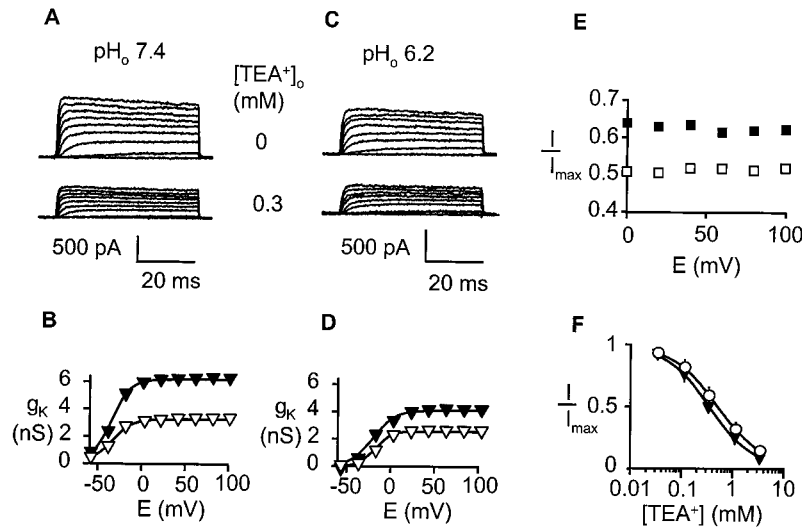 A
pHo 7.4
[TEA+]o
(mM)
0
0.3
500 pA
20 ms
C
pHo 6.2
500 pA
20 ms
E
0.7
0.6
0.5
0.4
I
Imax
0
50
100
E (mV)
B
6
4
2
0
gK
(nS)
-50
0
50
100
E (mV)
D
6
4
2
0
gK
(nS)
-50
0
50
100
E (mV)
F
1
0.5
0
I
Imax
0.01
0.1
1
10
[TEA+] (mM)